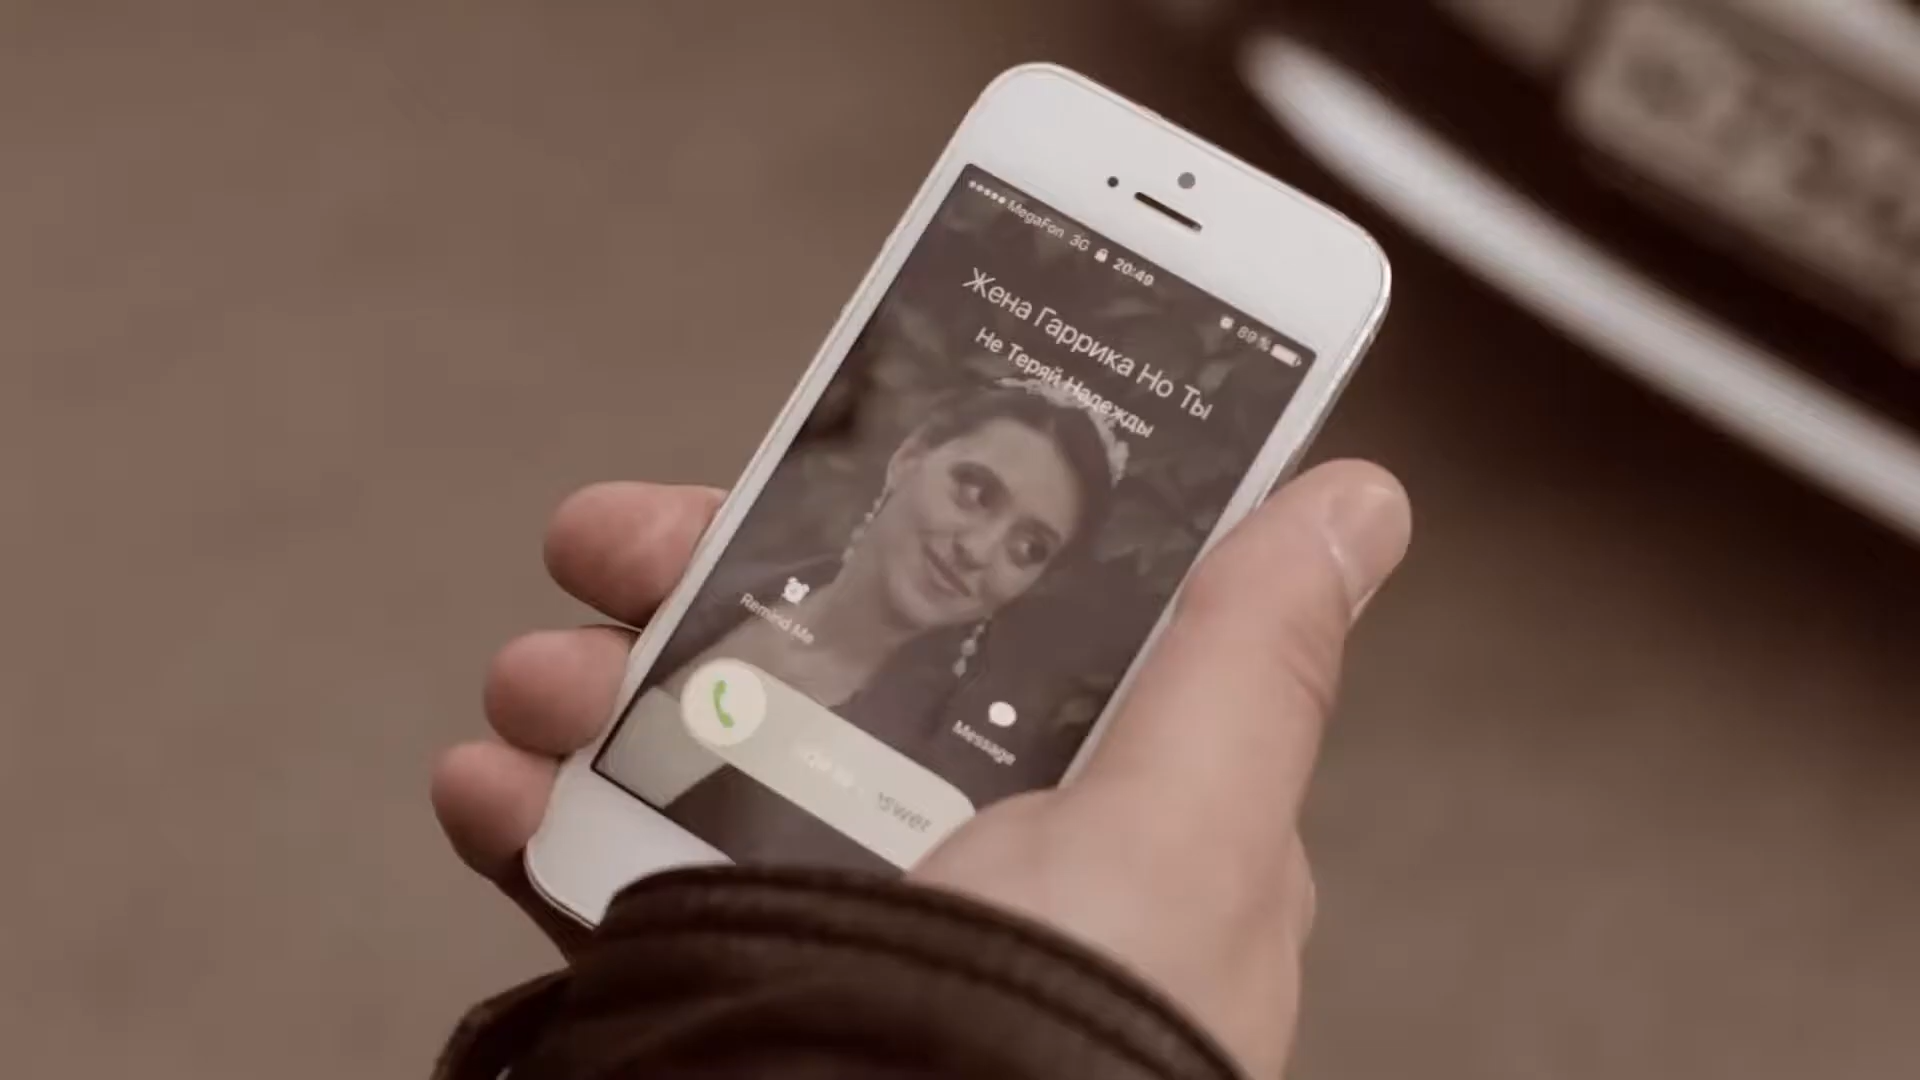 MegaFon 3G 20:49 89%
Жена Гаррика Но Ты
Не Теряй Надежды
Remind Me
Message